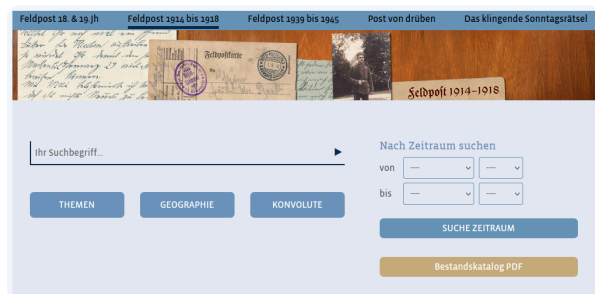 Feldpost 18. & 19.Jh Feldpost 1914 bis 1918 Feldpost 1939 bis 1945 Post von drüben Das klingende Sonntagsrätsel
Feldpostkarte
Feldpost 1914–1918
Ihr Suchbegriff...
THEMEN GEOGRAPHIE KONVOLUTE
Nach Zeitraum suchen
von ---- ----
bis ---- ----
SUCHE ZEITRAUM
Bestandskatalog PDF